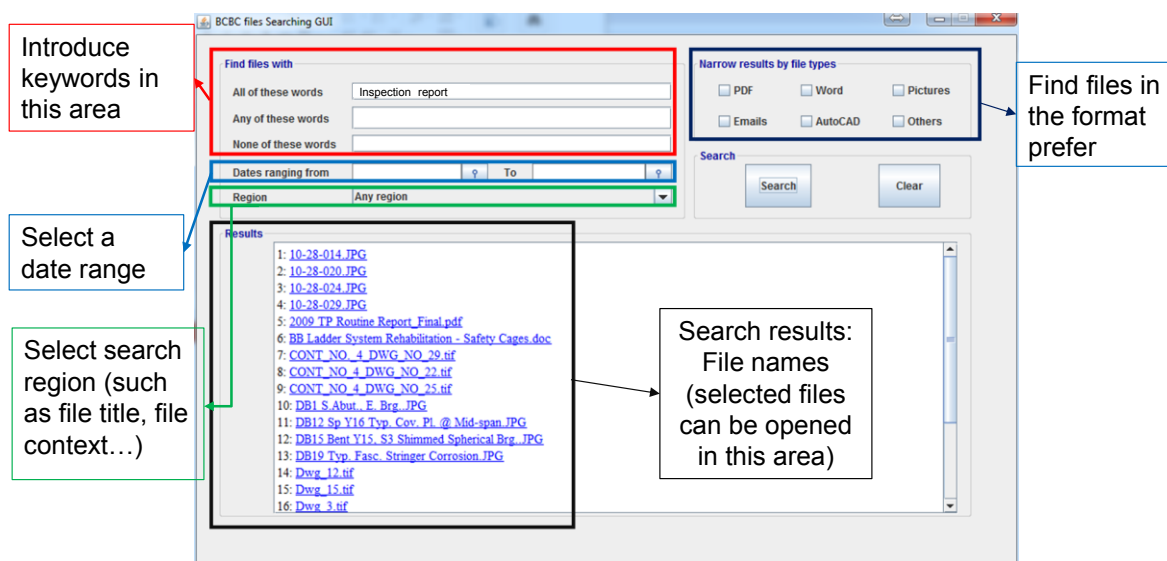 BCBC files Searching GUI
Introduce
keywords in
this area
Find files with
All of these words Inspection report
Any of these words
None of these words
Dates ranging from To
Region Any region
Narrow results by file types
PDF Word Pictures
Emails AutoCAD Others
Search
Search Clear
Find files in
the format
prefer
Select a
date range
Select search
region (such
as file title, file
context…)
Results
1: 10-28-014.JPG
2: 10-28-020.JPG
3: 10-28-024.JPG
4: 10-28-029.JPG
5: 2009 TP Routine Report_Final.pdf
6: BB Ladder System Rehabilitation - Safety Cages.doc
7: CONT_NO._4_DWG_NO_29.tif
8: CONT_NO_4_DWG_NO_22.tif
9: CONT_NO_4_DWG_NO_25.tif
10: DB1 S.Abut., E. Brg..JPG
11: DB12 Sp Y16 Typ. Cov. Pl. @ Mid-span.JPG
12: DB15 Bent Y15, S3 Shimmed Spherical Brg..JPG
13: DB19 Typ. Fasc. Stringer Corrosion.JPG
14: Dwg_12.tif
15: Dwg_15.tif
16: Dwg_3.tif
Search results:
File names
(selected files
can be opened
in this area)